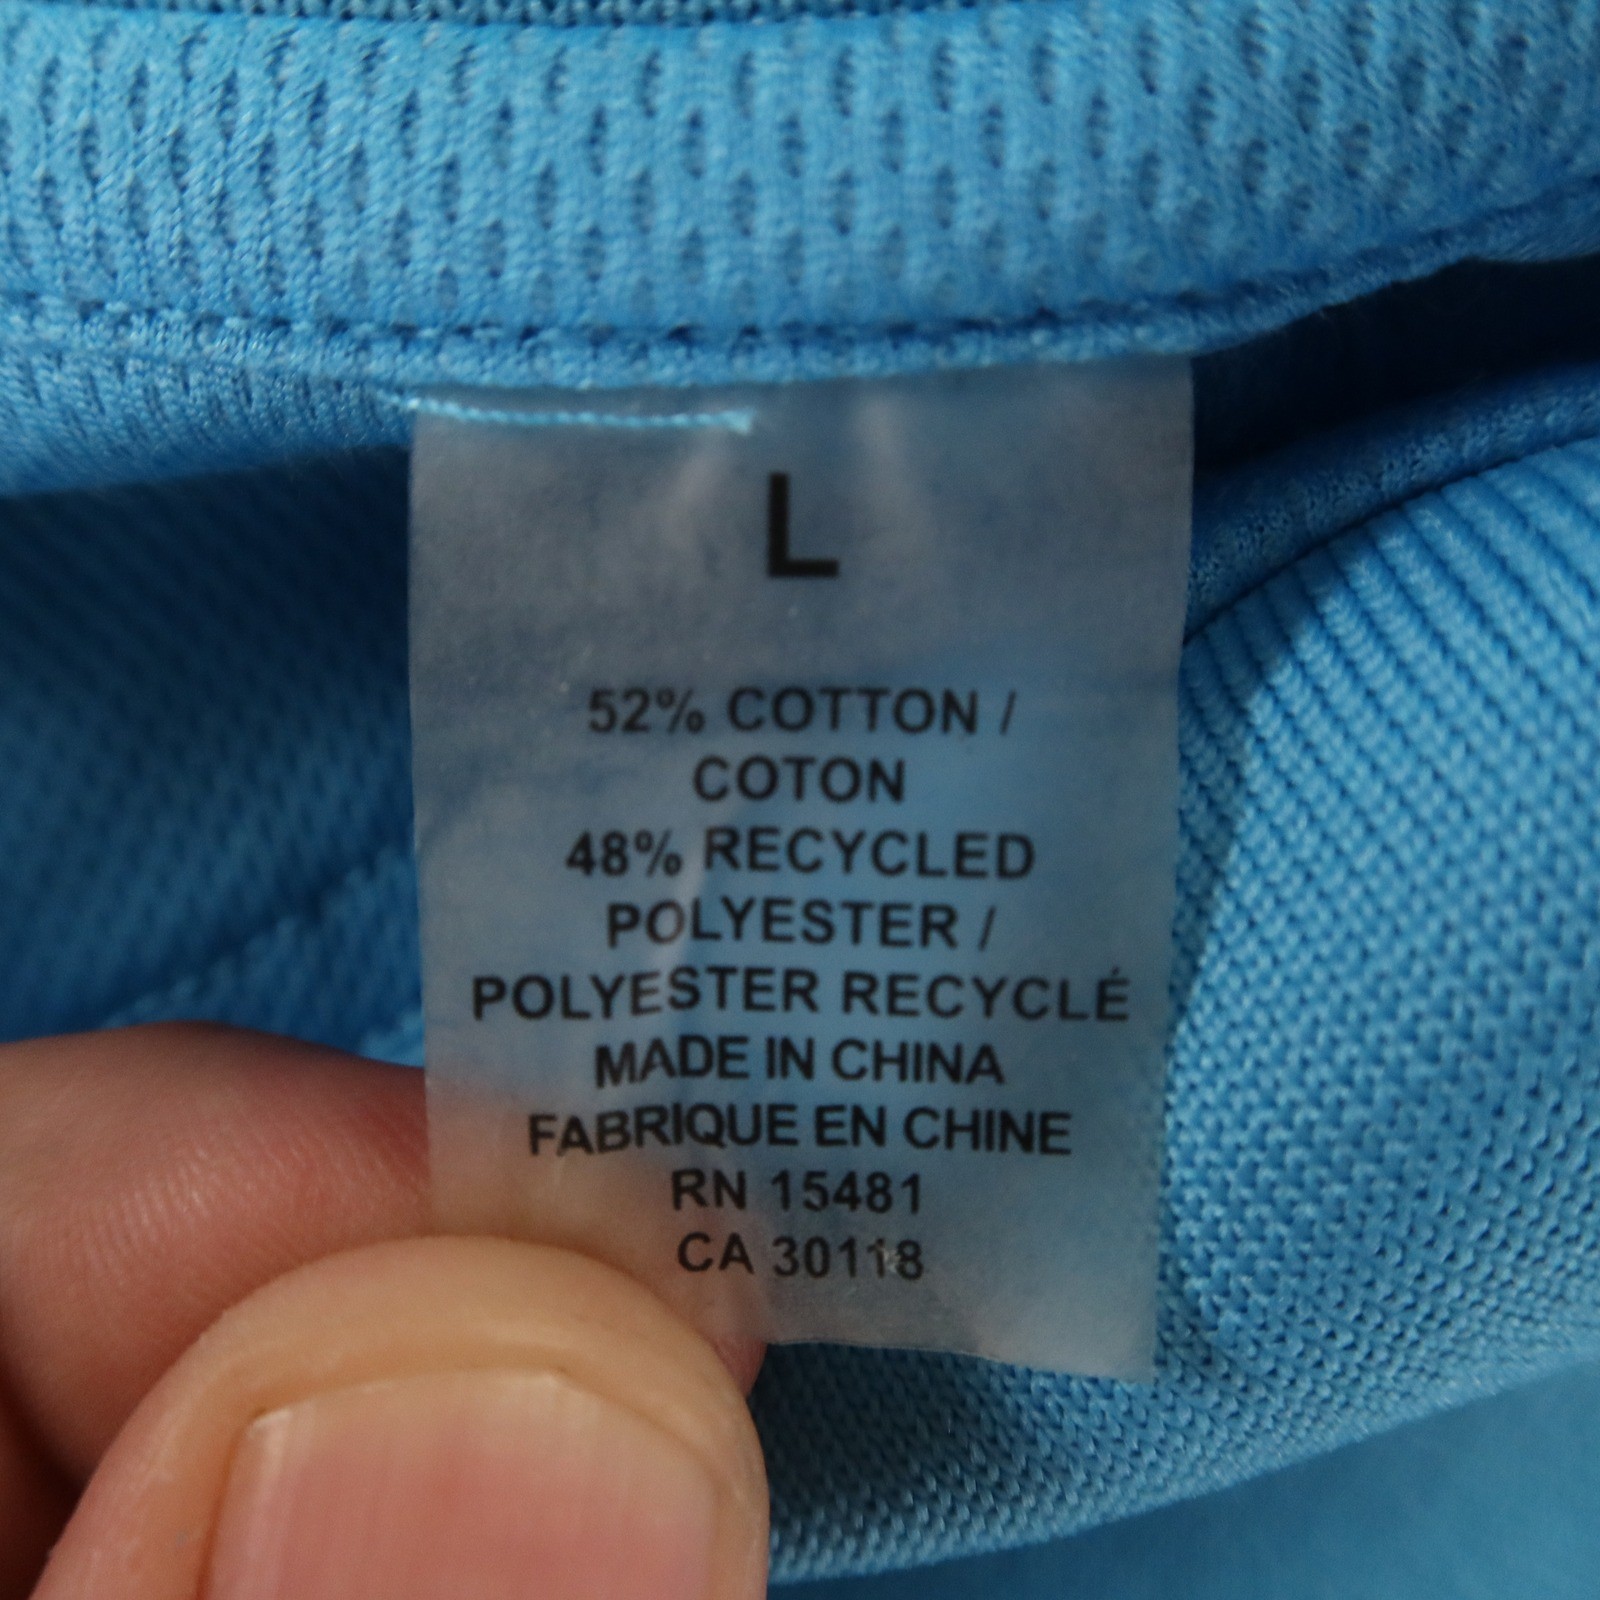 L
52% COTTON /
COTON
48% RECYCLED
POLYESTER /
POLYESTER RECYCLÉ
MADE IN CHINA
FABRIQUE EN CHINE
RN 15481
CA 30118